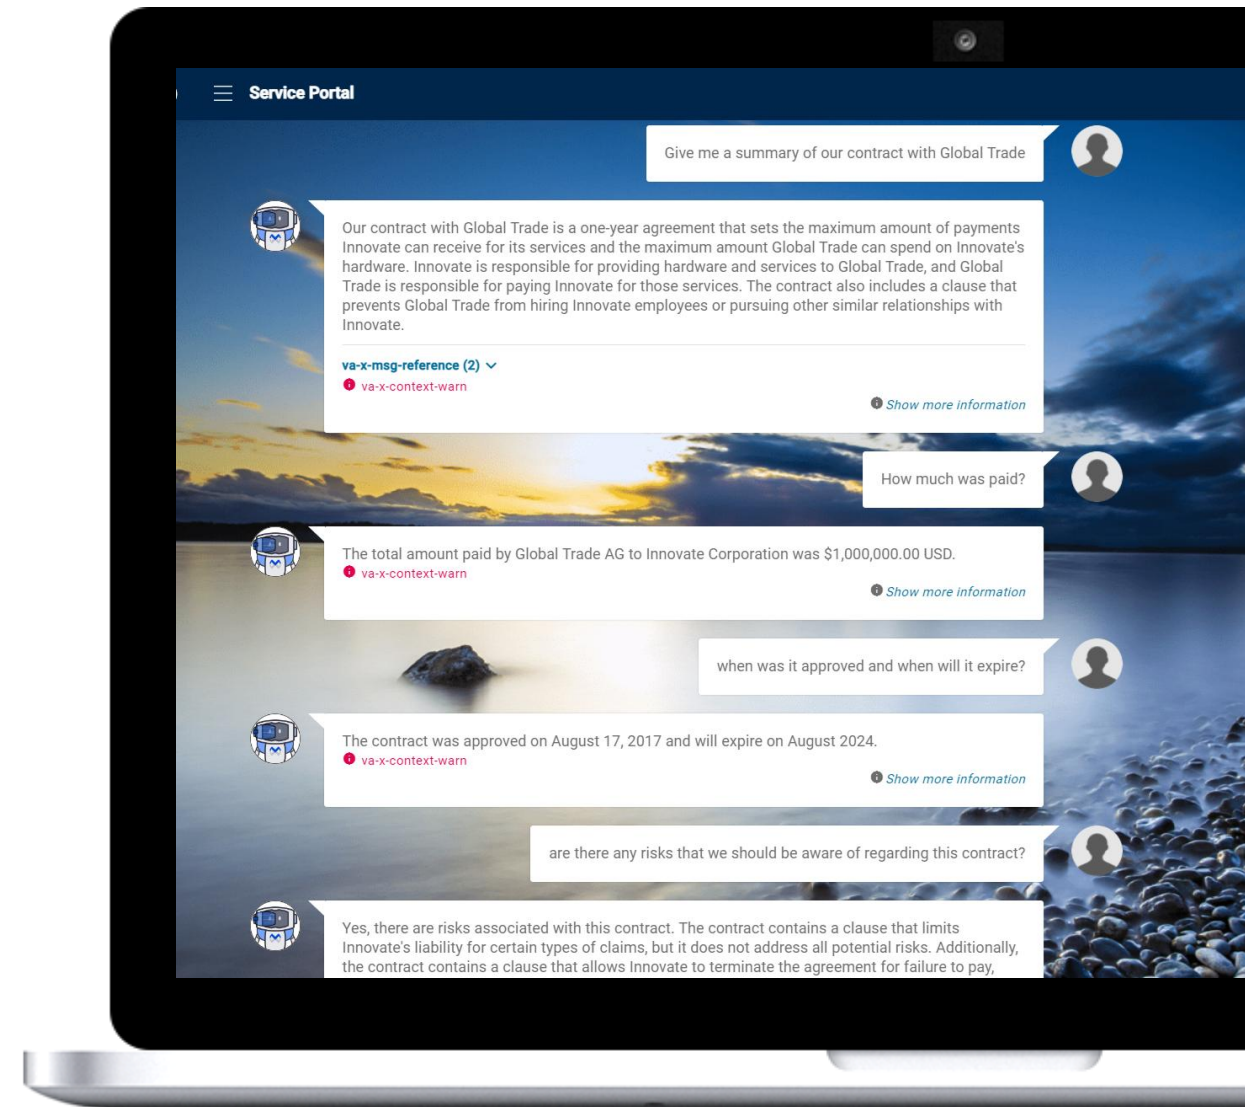 Service Portal
Give me a summary of our contract with Global Trade
Our contract with Global Trade is a one-year agreement that sets the maximum amount of payments
Innovate can receive for its services and the maximum amount Global Trade can spend on Innovate's
hardware. Innovate is responsible for providing hardware and services to Global Trade, and Global
Trade is responsible for paying Innovate for those services. The contract also includes a clause that
prevents Global Trade from hiring Innovate employees or pursuing other similar relationships with
Innovate.
va-x-msg-reference (2)
va-x-context-warn
Show more information
How much was paid?
The total amount paid by Global Trade AG to Innovate Corporation was $1,000,000.00 USD.
va-x-context-warn
Show more information
when was it approved and when will it expire?
The contract was approved on August 17, 2017 and will expire on August 2024.
va-x-context-warn
Show more information
are there any risks that we should be aware of regarding this contract?
Yes, there are risks associated with this contract. The contract contains a clause that limits
Innovate's liability for certain types of claims, but it does not address all potential risks. Additionally,
the contract contains a clause that allows Innovate to terminate the agreement for failure to pay,